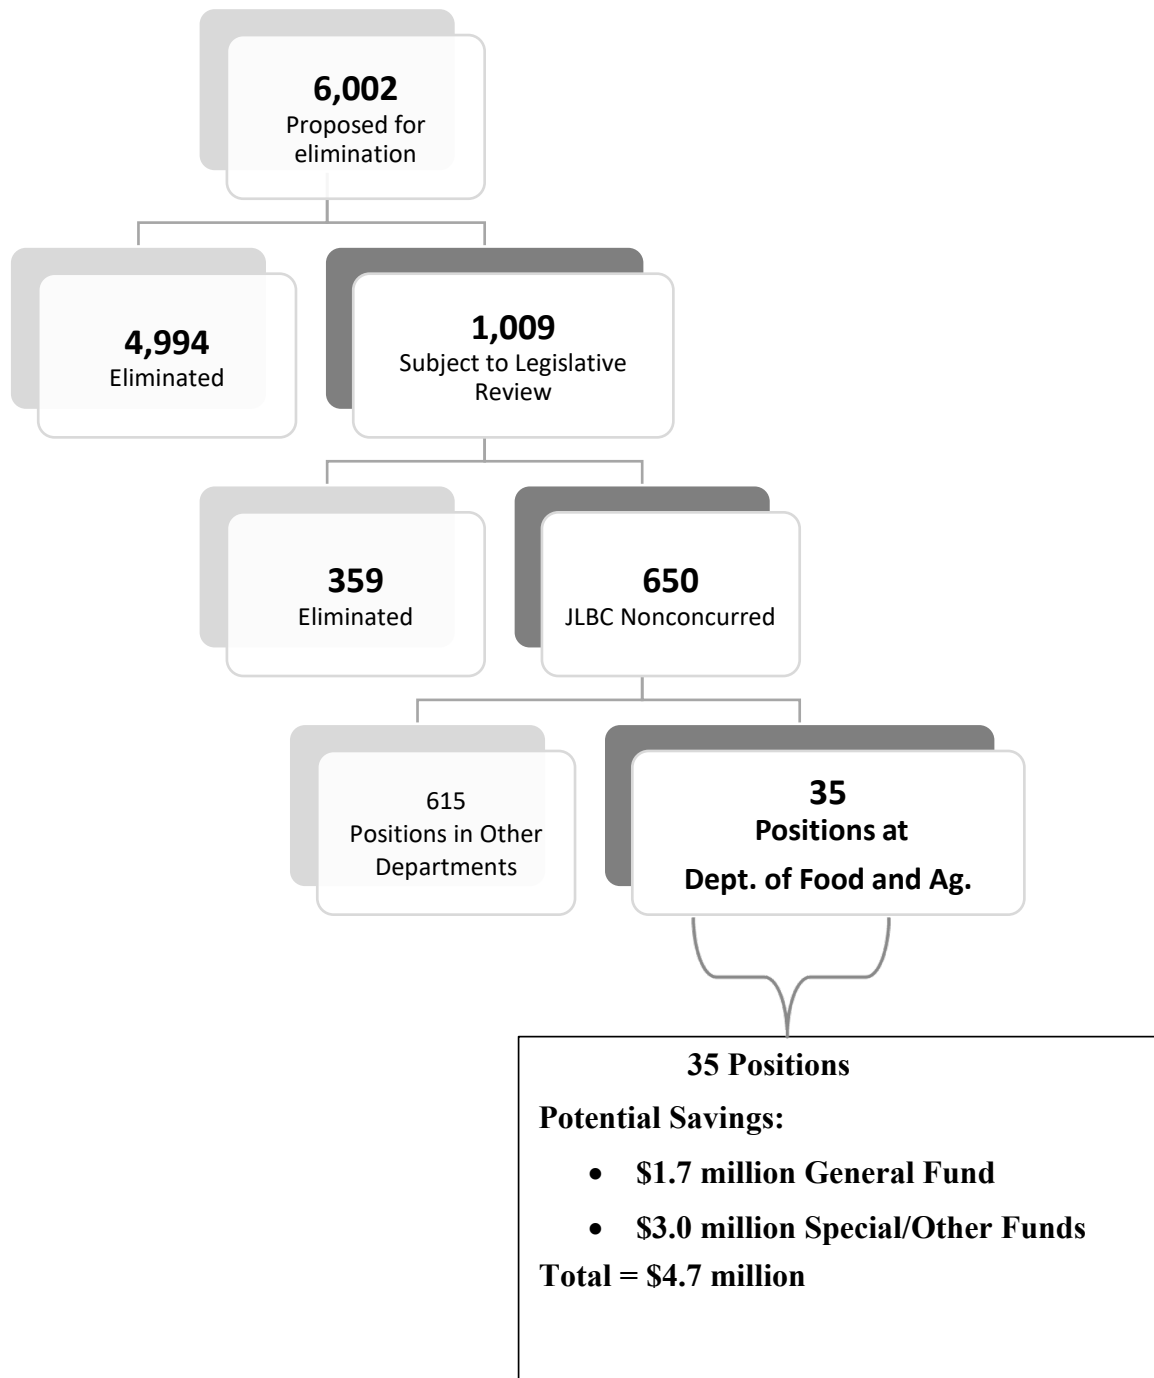 6,002
Proposed for
elimination
4,994
Eliminated
1,009
Subject to Legislative
Review
359
Eliminated
650
JLBC Nonconcurred
615
Positions in Other
Departments
35
Positions at
Dept. of Food and Ag.
35 Positions
Potential Savings:
• $1.7 million General Fund
• $3.0 million Special/Other Funds
Total = $4.7 million